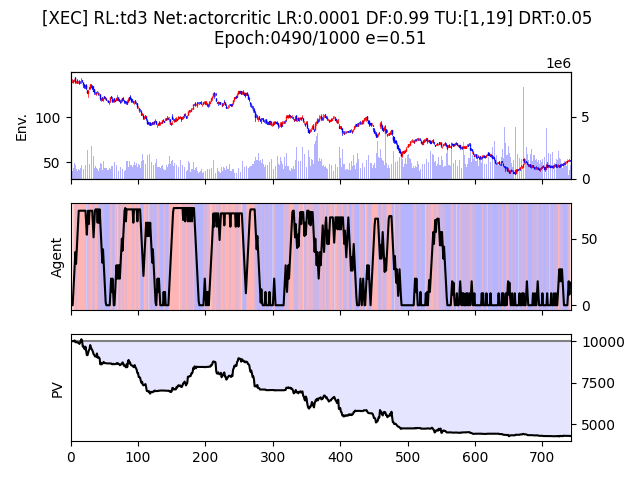 [XEC] RL:td3 Net:actorcritic LR:0.0001 DF:0.99 TU:[1,19] DRT:0.05
Epoch:0490/1000 e=0.51
1e6
Env.
100
50
5
0
Agent
50
0
PV
10000
7500
5000
0 100 200 300 400 500 600 700